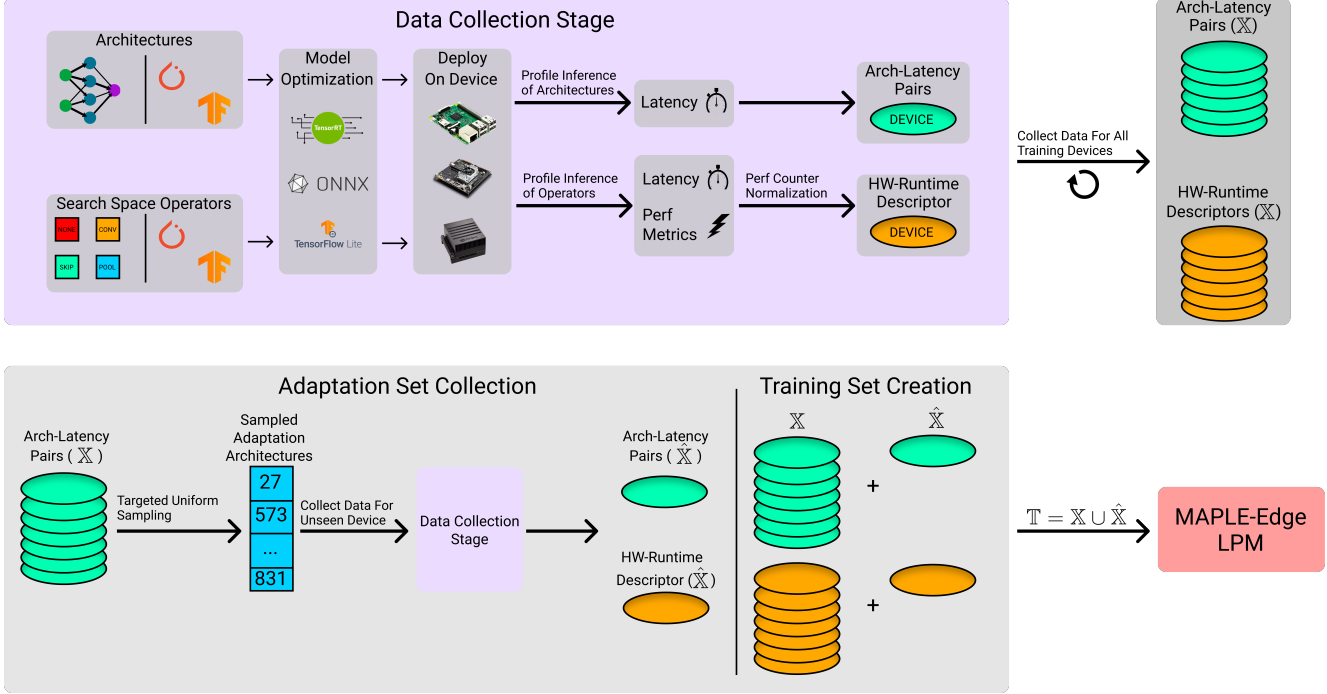 Data Collection Stage
Architectures
Search Space Operators
NONE
CONV
SKIP
POOL
Model
Optimization
TensorRT
ONNX
TensorFlow Lite
Deploy
On Device
Profile Inference
of Architectures
Latency
Arch-Latency
Pairs
DEVICE
Profile Inference
of Operators
Latency
Perf
Metrics
Perf Counter
Normalization
HW-Runtime
Descriptor
DEVICE
Collect Data For All
Training Devices
Arch-Latency
Pairs (𝕏)
HW-Runtime
Descriptors (𝕏)
Adaptation Set Collection
Arch-Latency
Pairs ( 𝕏 )
Targeted Uniform
Sampling
Sampled
Adaptation
Architectures
27
573
...
831
Collect Data For
Unseen Device
Data Collection
Stage
Arch-Latency
Pairs ( 𝕏̂ )
HW-Runtime
Descriptor (𝕏̂)
Training Set Creation
𝕏
𝕏̂
+
+
𝕋 = 𝕏 ∪ 𝕏̂
MAPLE-Edge
LPM